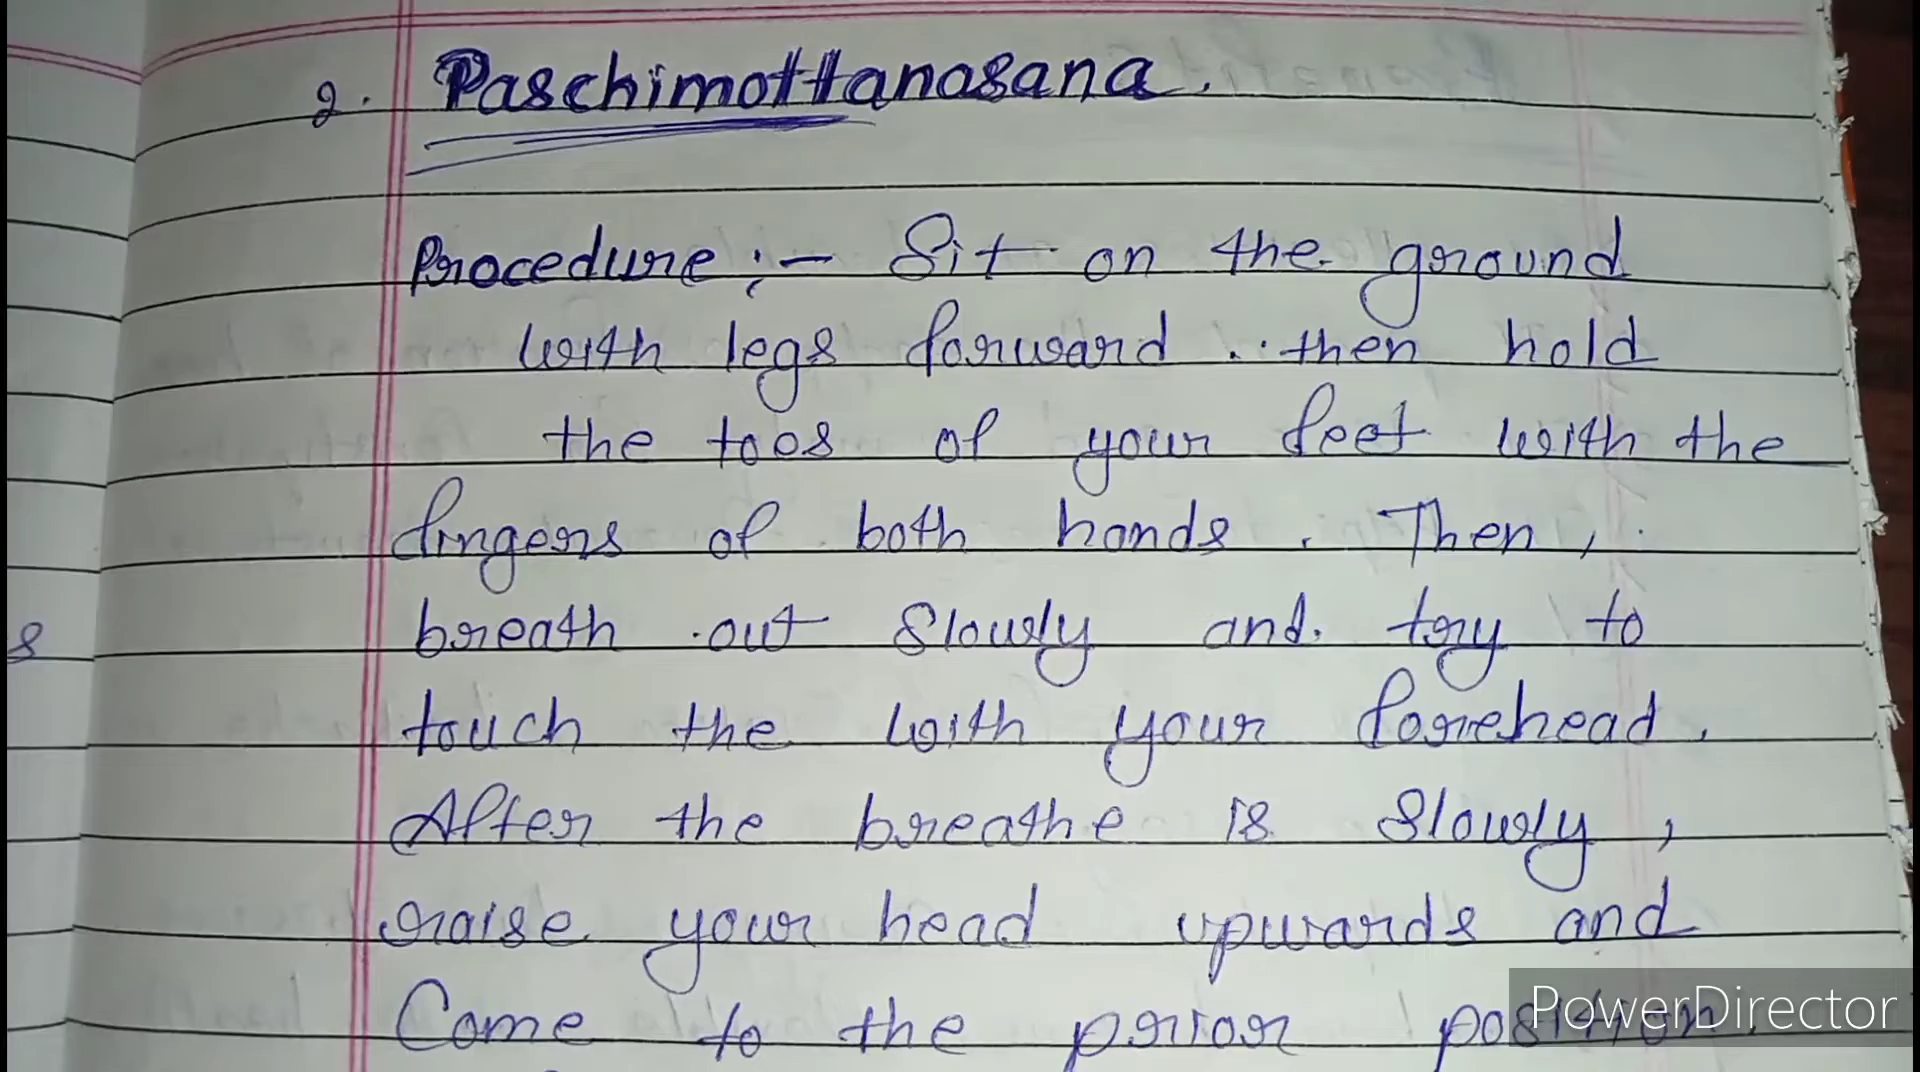 2. Paschimottanasana.
Procedure :- Sit on the ground
with legs forward .. then hold
the toes of your feet with the
fingers of both hands. Then,
breath out slowly and try to
touch the with your forehead.
After the breathe is slowly,
s
raise your head upwards and
Come to the prior position.
PowerDirector